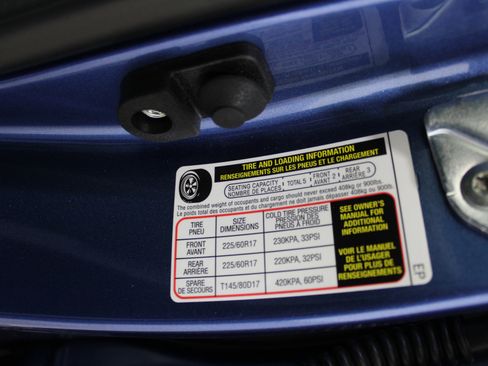 TIRE AND LOADING INFORMATION
RENSEIGNEMENTS SUR LES PNEUS ET LE CHARGEMENT
SEATING CAPACITY NOMBRE DE PLACES TOTAL 5 FRONT AVANT 2 REAR ARRIÈRE 3
The combined weight of occupants and cargo should never exceed 408kg or 900lbs.
Le poids total des occupants et du chargement ne doit jamais dépasser 408kg ou 900lb.
TIRE PNEU SIZE DIMENSIONS COLD TIRE PRESSURE PRESSION DES PNEUS À FROID
FRONT AVANT 225/60R17 230KPA, 33PSI
REAR ARRIÈRE 225/60R17 220KPA, 32PSI
SPARE DE SECOURS T145/80D17 420KPA, 60PSI
SEE OWNER'S
MANUAL FOR
ADDITIONAL
INFORMATION
VOIR LE MANUEL
DE L'USAGER
POUR PLUS DE
RENSEIGNEMENTS
EP